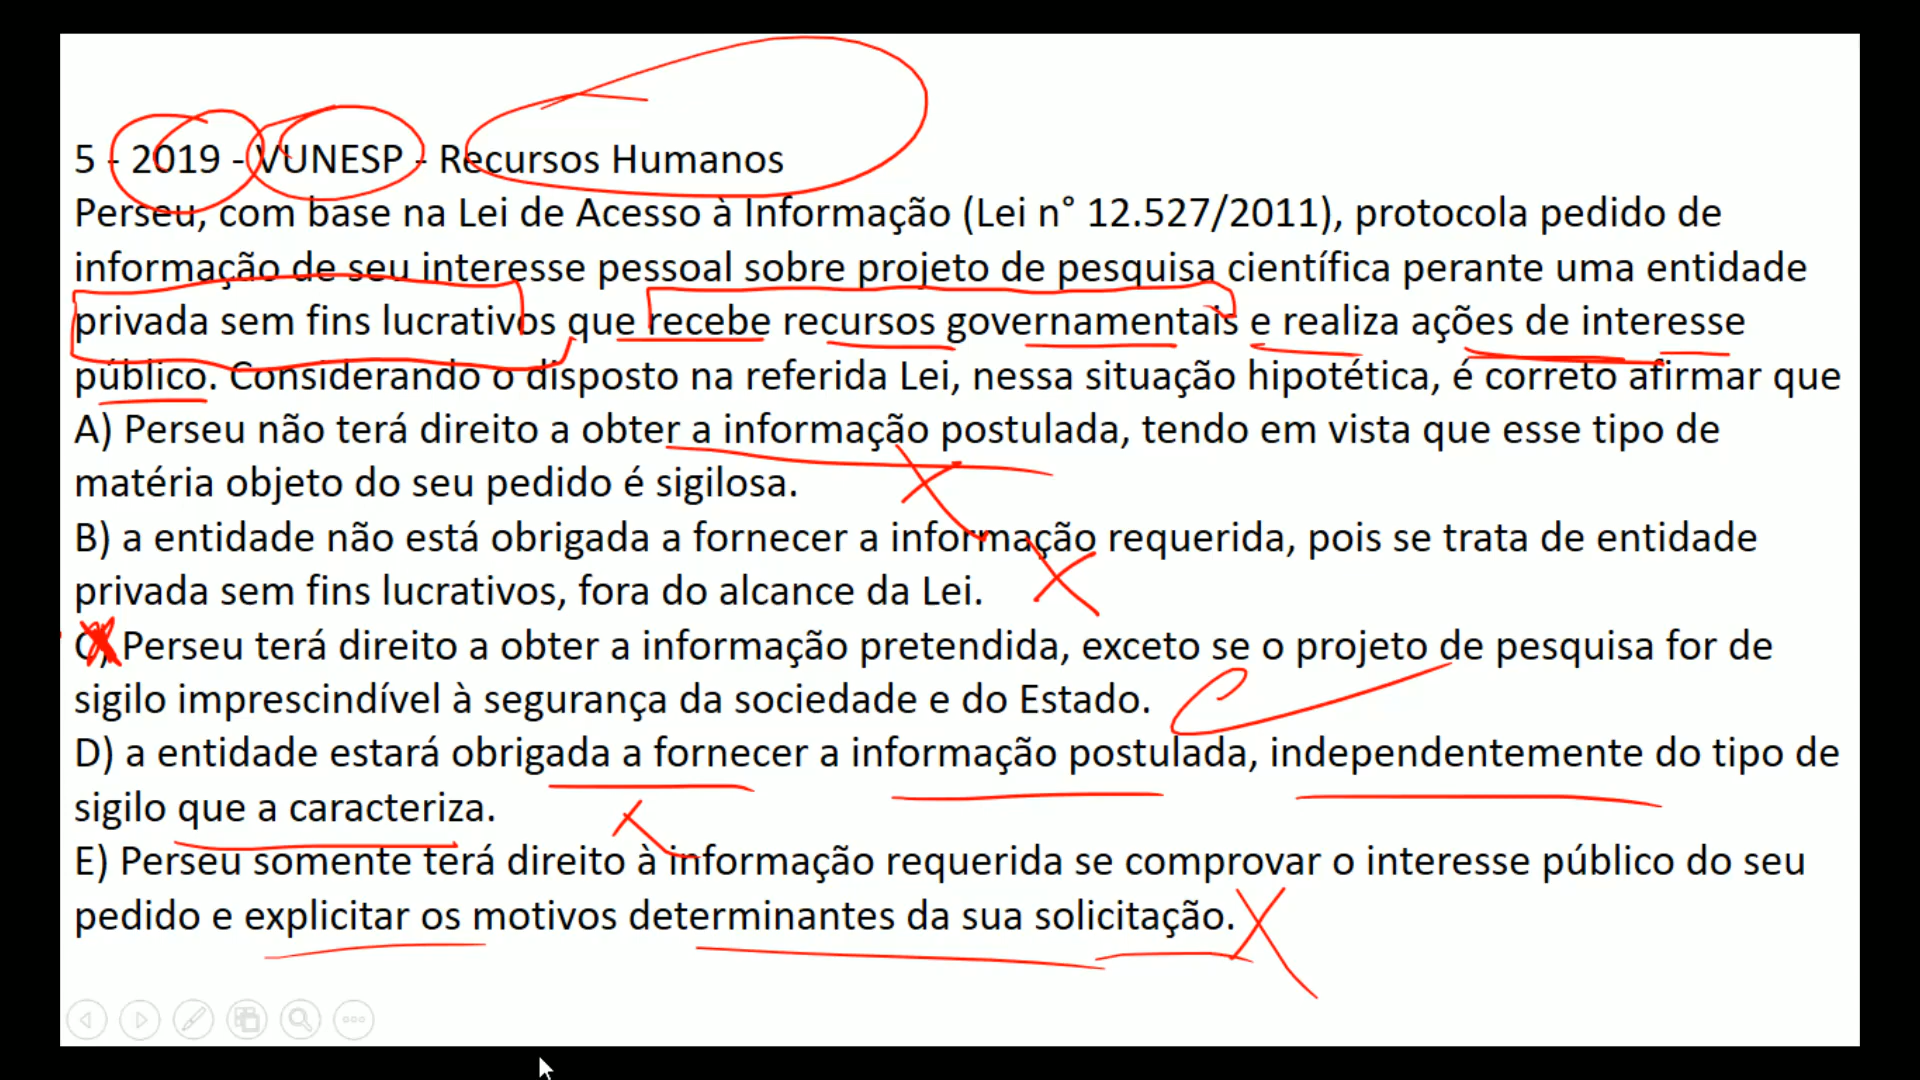 5 - 2019 - VUNESP - Recursos Humanos
Perseu, com base na Lei de Acesso à Informação (Lei n° 12.527/2011), protocola pedido de
informação de seu interesse pessoal sobre projeto de pesquisa científica perante uma entidade
privada sem fins lucrativos que recebe recursos governamentais e realiza ações de interesse
público. Considerando o disposto na referida Lei, nessa situação hipotética, é correto afirmar que
A) Perseu não terá direito a obter a informação postulada, tendo em vista que esse tipo de
matéria objeto do seu pedido é sigilosa.
B) a entidade não está obrigada a fornecer a informação requerida, pois se trata de entidade
privada sem fins lucrativos, fora do alcance da Lei.
C) Perseu terá direito a obter a informação pretendida, exceto se o projeto de pesquisa for de
sigilo imprescindível à segurança da sociedade e do Estado.
D) a entidade estará obrigada a fornecer a informação postulada, independentemente do tipo de
sigilo que a caracteriza.
E) Perseu somente terá direito à informação requerida se comprovar o interesse público do seu
pedido e explicitar os motivos determinantes da sua solicitação.